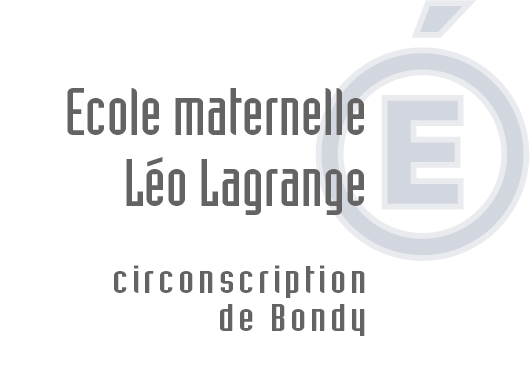 É
Ecole maternelle
Léo Lagrange
circonscription
de Bondy